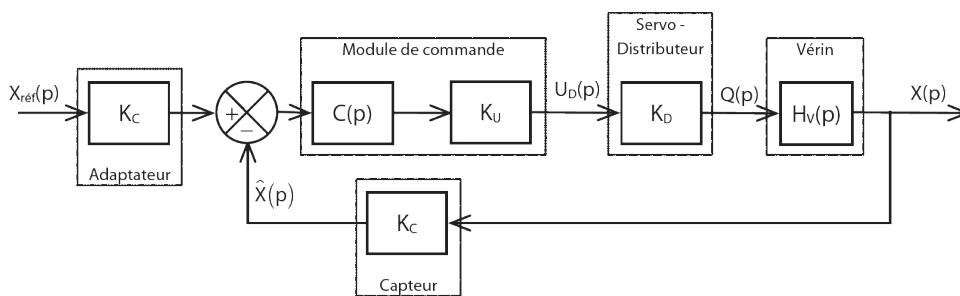 Servo -
Distributeur
Module de commande
Vérin
Xréf(p)
KC
+
−
C(p)
KU
UD(p)
KD
Q(p)
HV(p)
X(p)
Adaptateur
X̂(p)
KC
Capteur